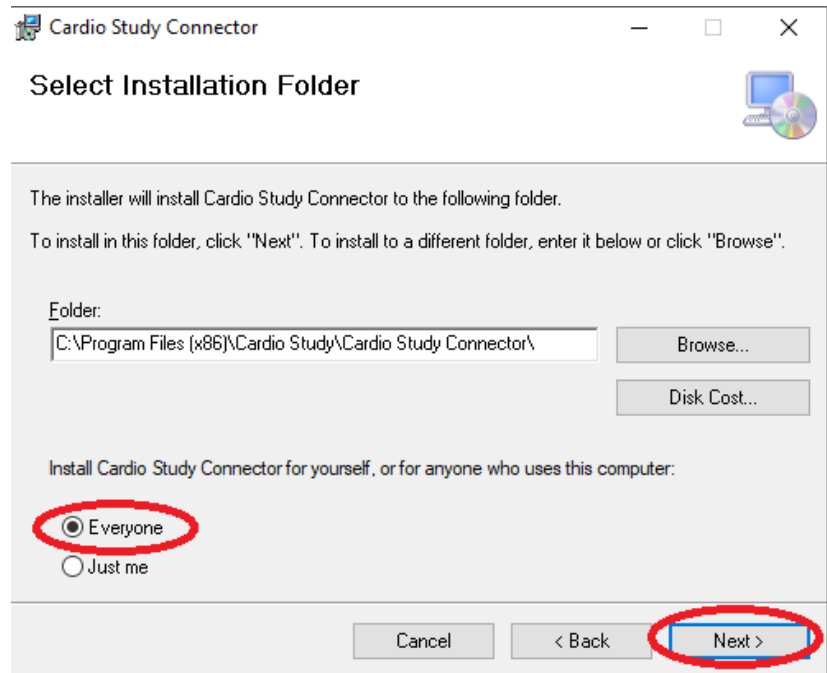 Cardio Study Connector
Select Installation Folder
The installer will install Cardio Study Connector to the following folder.
To install in this folder, click "Next". To install to a different folder, enter it below or click "Browse".
Folder:
C:\Program Files (x86)\Cardio Study\Cardio Study Connector\
Browse...
Disk Cost...
Install Cardio Study Connector for yourself, or for anyone who uses this computer:
Everyone
Just me
Cancel
< Back
Next >